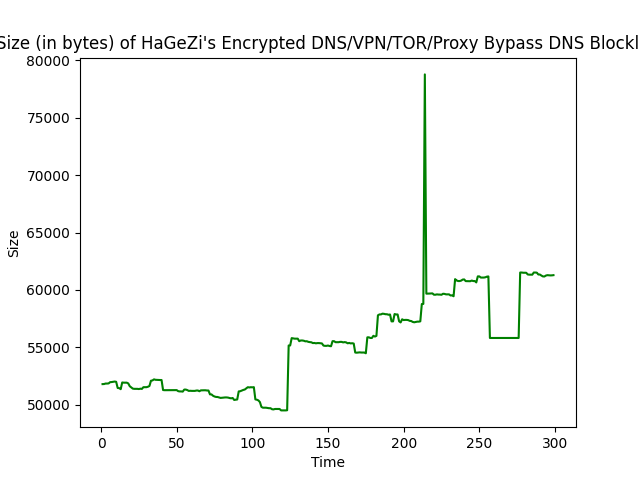 Size (in bytes) of HaGeZi's Encrypted DNS/VPN/TOR/Proxy Bypass DNS Blockl
80000
75000
70000
65000
60000
55000
50000
Size
0 50 100 150 200 250 300
Time